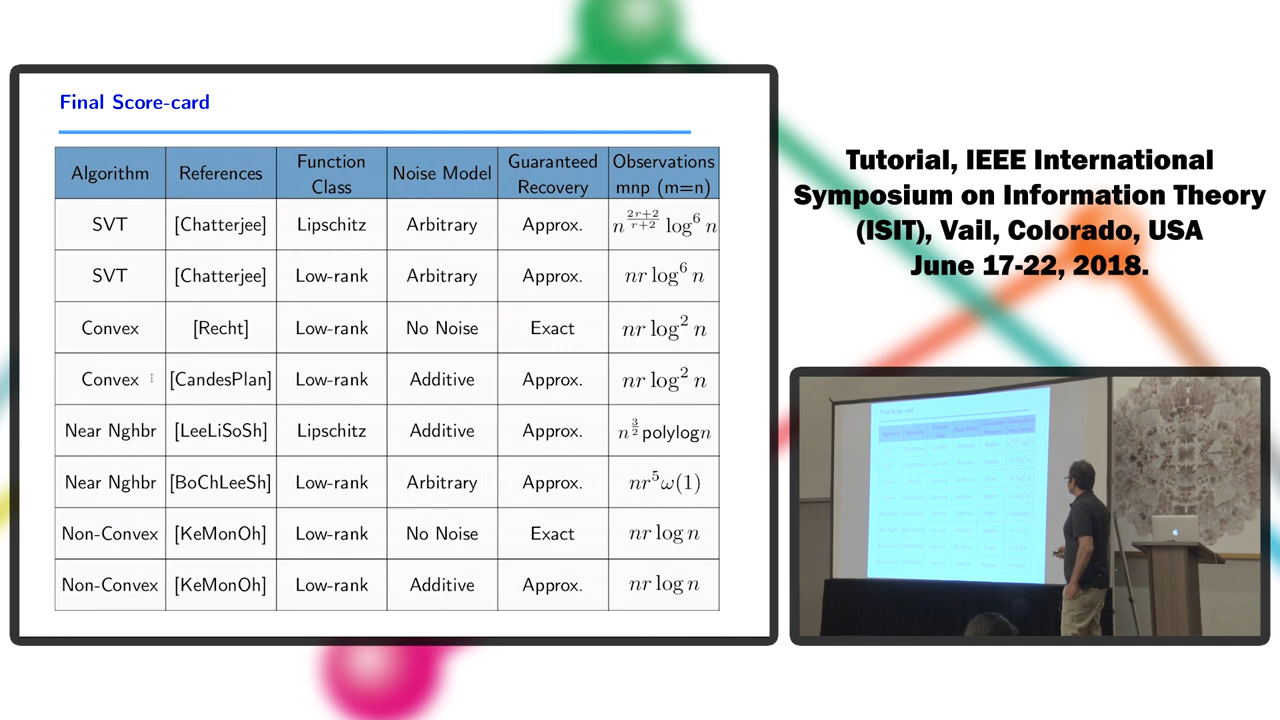 Final Score-card
Algorithm References Function Class Noise Model Guaranteed Recovery Observations mnp (m=n)
SVT [Chatterjee] Lipschitz Arbitrary Approx. n^{\frac{2r+2}{r+2}} log^6 n
SVT [Chatterjee] Low-rank Arbitrary Approx. nr log^6 n
Convex [Recht] Low-rank No Noise Exact nr log^2 n
Convex [CandesPlan] Low-rank Additive Approx. nr log^2 n
Near Nghbr [LeeLiSoSh] Lipschitz Additive Approx. n^{\frac{3}{2}}polylogn
Near Nghbr [BoChLeeSh] Low-rank Arbitrary Approx. nr^5ω(1)
Non-Convex [KeMonOh] Low-rank No Noise Exact nr log n
Non-Convex [KeMonOh] Low-rank Additive Approx. nr log n
Tutorial, IEEE International
Symposium on Information Theory
(ISIT), Vail, Colorado, USA
June 17-22, 2018.
Final Score-card